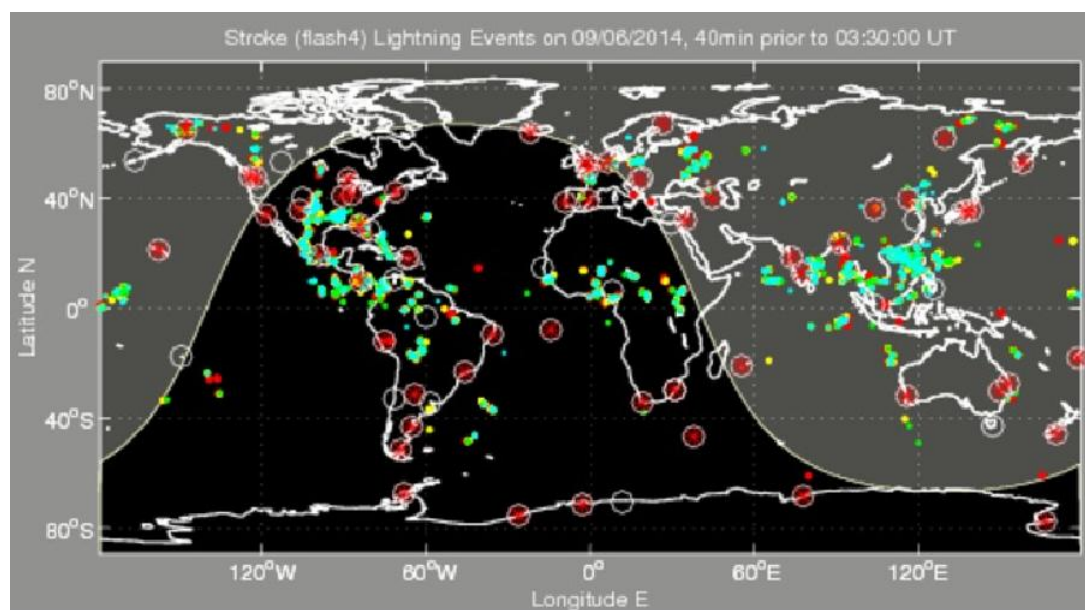 Stroke (flash4) Lightning Events on 09/06/2014, 40min prior to 03:30:00 UT
80°N
40°N
0°
40°S
80°S
Latitude N
120°W
60°W
0°
60°E
120°E
Longitude E